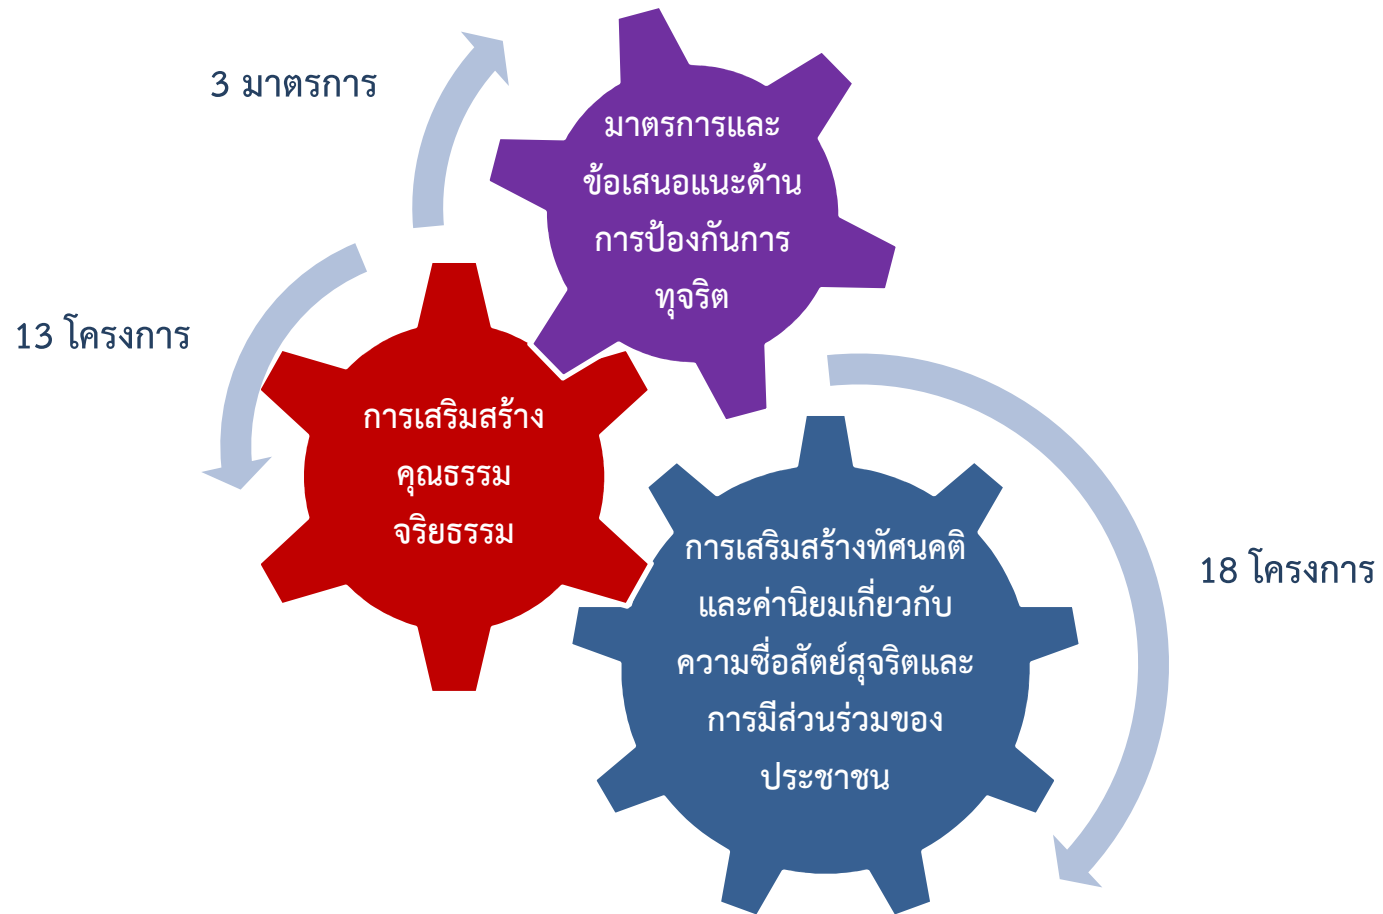 3 มาตรการ
มาตรการและ
ข้อเสนอแนะด้าน
การป้องกันการ
ทุจริต
13 โครงการ
การเสริมสร้าง
คุณธรรม
จริยธรรม
การเสริมสร้างทัศนคติ
และค่านิยมเกี่ยวกับ
ความซื่อสัตย์สุจริตและ
การมีส่วนร่วมของ
ประชาชน
18 โครงการ